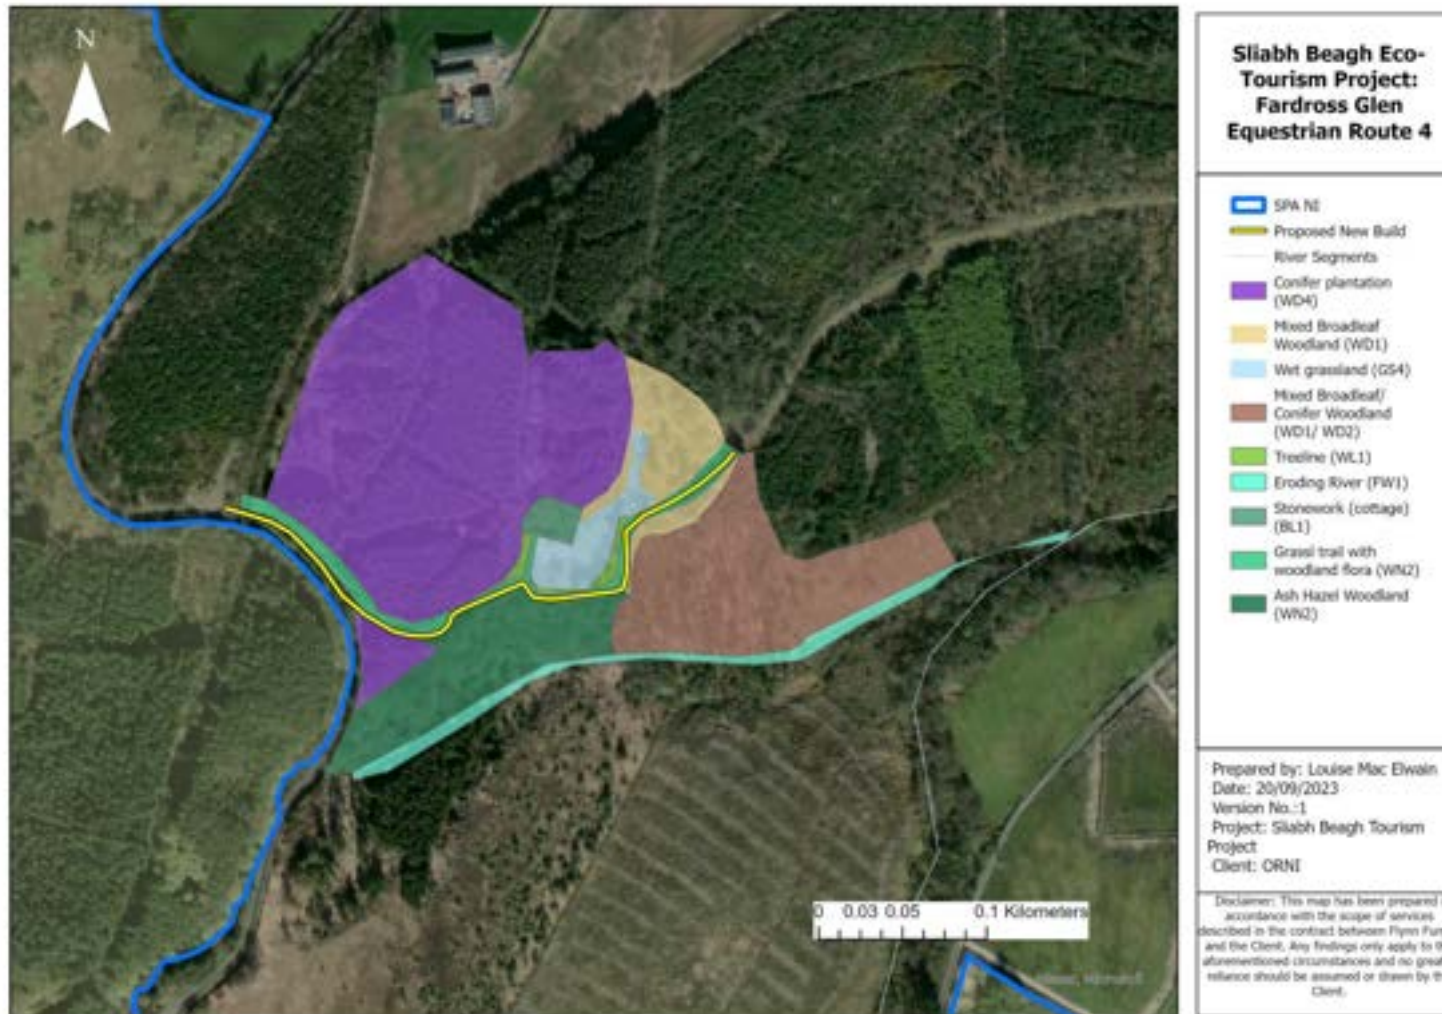 N
Sliabh Beagh Eco-
Tourism Project:
Fardross Glen
Equestrian Route 4
SPA NI
Proposed New Build
River Segments
Conifer plantation
(WD4)
Mixed Broadleaf
Woodland (WD1)
Wet grassland (GS4)
Mixed Broadleaf/
Conifer Woodland
(WD1/ WD2)
Treeline (WL1)
Eroding River (FW1)
Stonework (cottage)
(BL1)
Grassi trail with
woodland flora (WN2)
Ash Hazel Woodland
(WN2)
0 0.03 0.05 0.1 Kilometers
Prepared by: Louise Mac Elwain
Date: 20/09/2023
Version No.:1
Project: Sliabh Beagh Tourism
Project
Client: ORNI
Disclaimer: This map has been prepared
accordance with the scope of services
described in the contract between Flynn
and the Client. Any findings only apply to
aforementioned circumstances and no
reliance should be assumed or drawn by
Client.